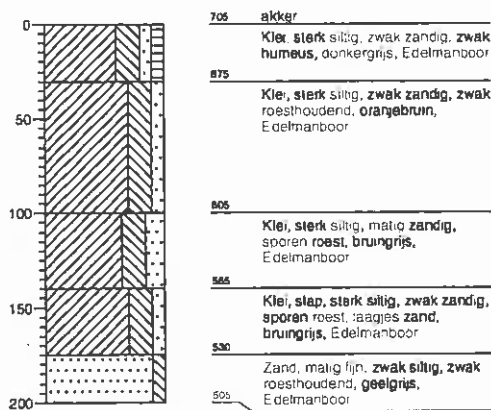 0
50
100
150
200
705 akker
Klei, sterk siltig, zwak zandig, zwak
humeus, donkergrijs, Edelmanboor
675
Klei, sterk siltig, zwak zandig, zwak
roesthoudend, oranjebruin,
Edelmanboor
605
Klei, sterk siltig, matig zandig,
sporen roest, bruingrijs,
Edelmanboor
565
Klei, slap, sterk siltig, zwak zandig,
sporen roest, laagjes zand,
bruingrijs, Edelmanboor
530
Zand, matig fijn, zwak siltig, zwak
roesthoudend, geelgrijs,
Edelmanboor
505